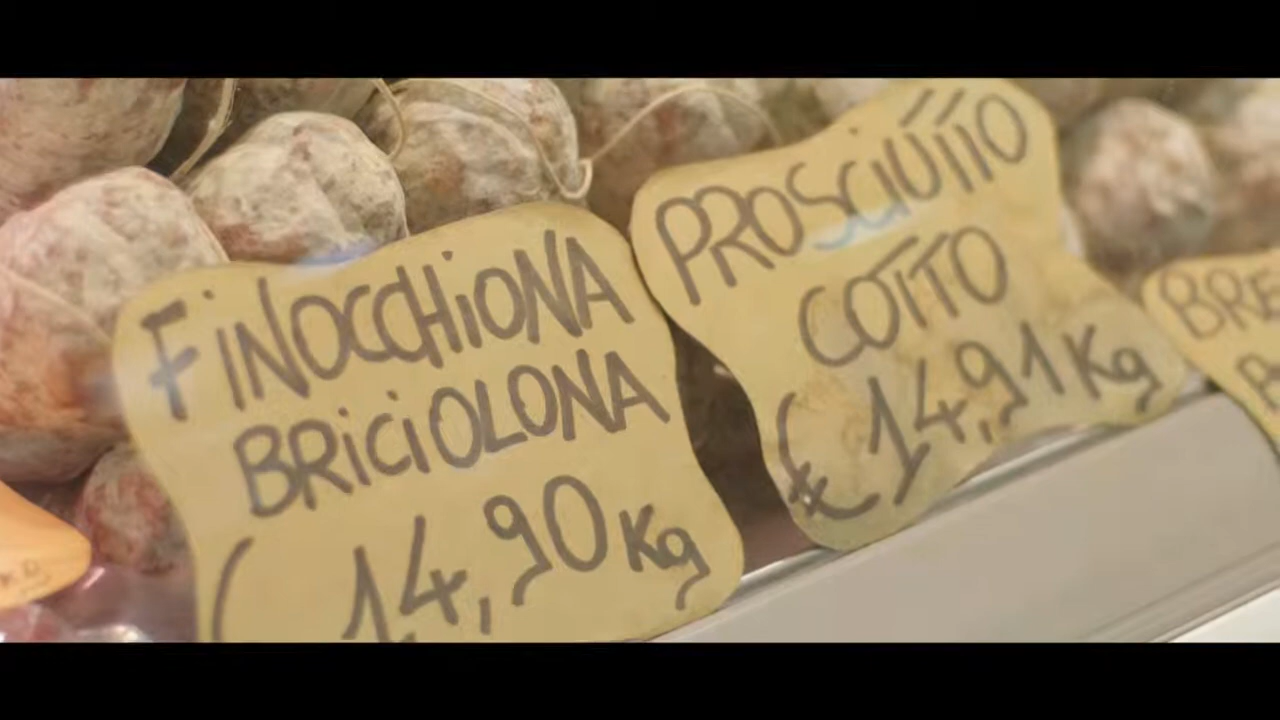 FiNOCCHiONA
BRiCiOLONA
€ 14,90 Kg
PROSCiUTTO
COTTO
€ 14,91 Kg